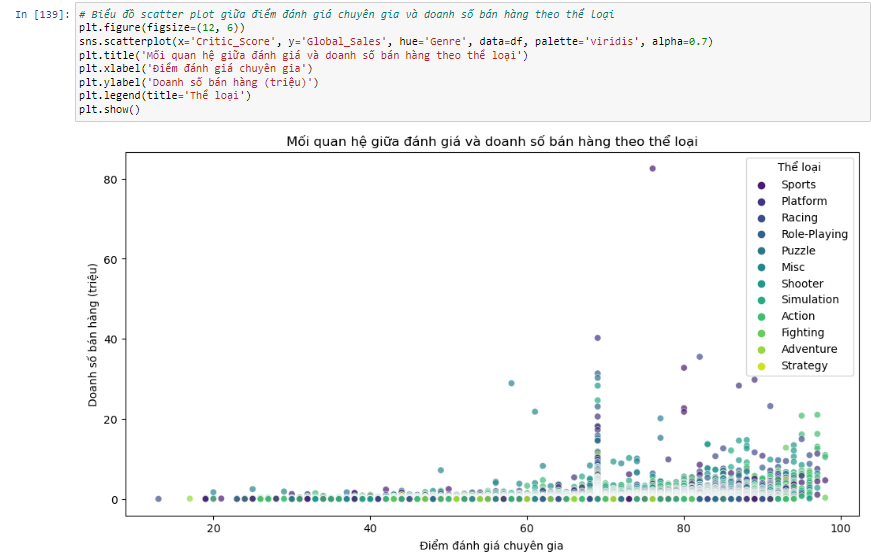 In [139]: # Biểu đồ scatter plot giữa điểm đánh giá chuyên gia và doanh số bán hàng theo thể loại
plt.figure(figsize=(12, 6))
sns.scatterplot(x='Critic_Score', y='Global_Sales', hue='Genre', data=df, palette='viridis', alpha=0.7)
plt.title('Mối quan hệ giữa đánh giá và doanh số bán hàng theo thể loại')
plt.xlabel('Điểm đánh giá chuyên gia')
plt.ylabel('Doanh số bán hàng (triệu)')
plt.legend(title='Thể loại')
plt.show()
Mối quan hệ giữa đánh giá và doanh số bán hàng theo thể loại
Doanh số bán hàng (triệu)
80
60
40
20
0
Thể loại
Sports
Platform
Racing
Role-Playing
Puzzle
Misc
Shooter
Simulation
Action
Fighting
Adventure
Strategy
20 40 60 80 100
Điểm đánh giá chuyên gia